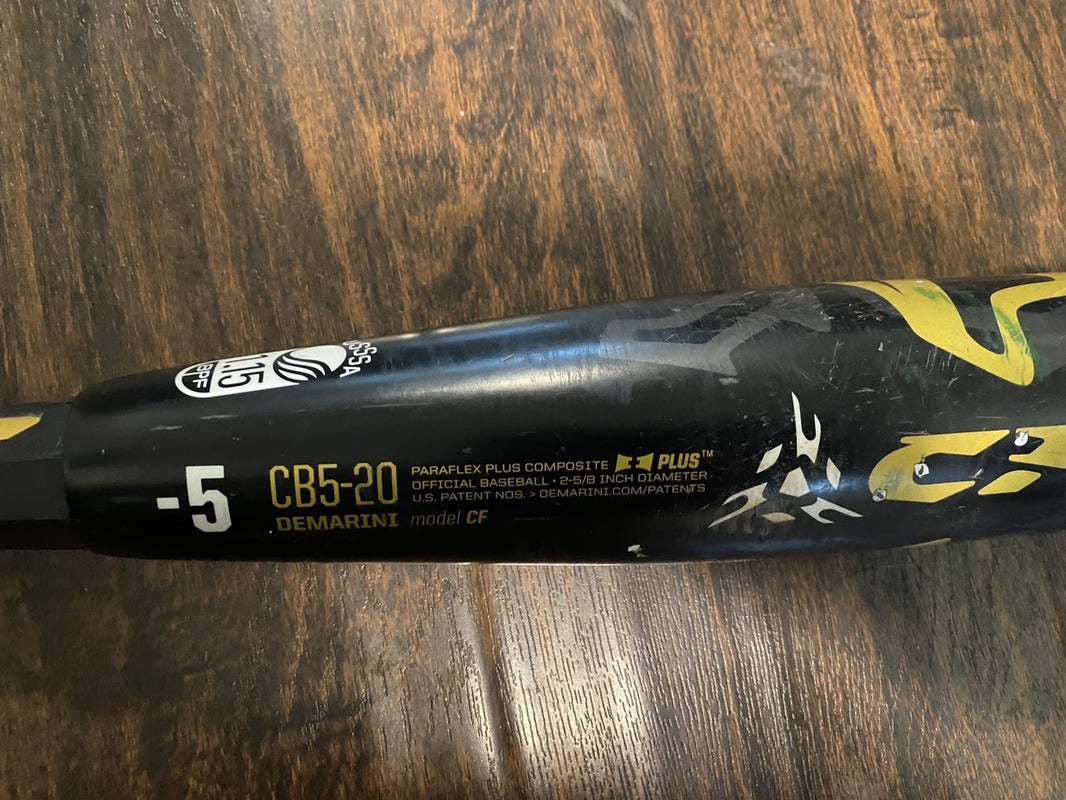 USSSA
1.15
BPF
-5
CB5-20
DEMARINI model CF
PARAFLEX PLUS COMPOSITE 3 PLUS™
OFFICIAL BASEBALL • 2-5/8 INCH DIAMETER
U.S. PATENT NOS. > DEMARINI.COM/PATENTS